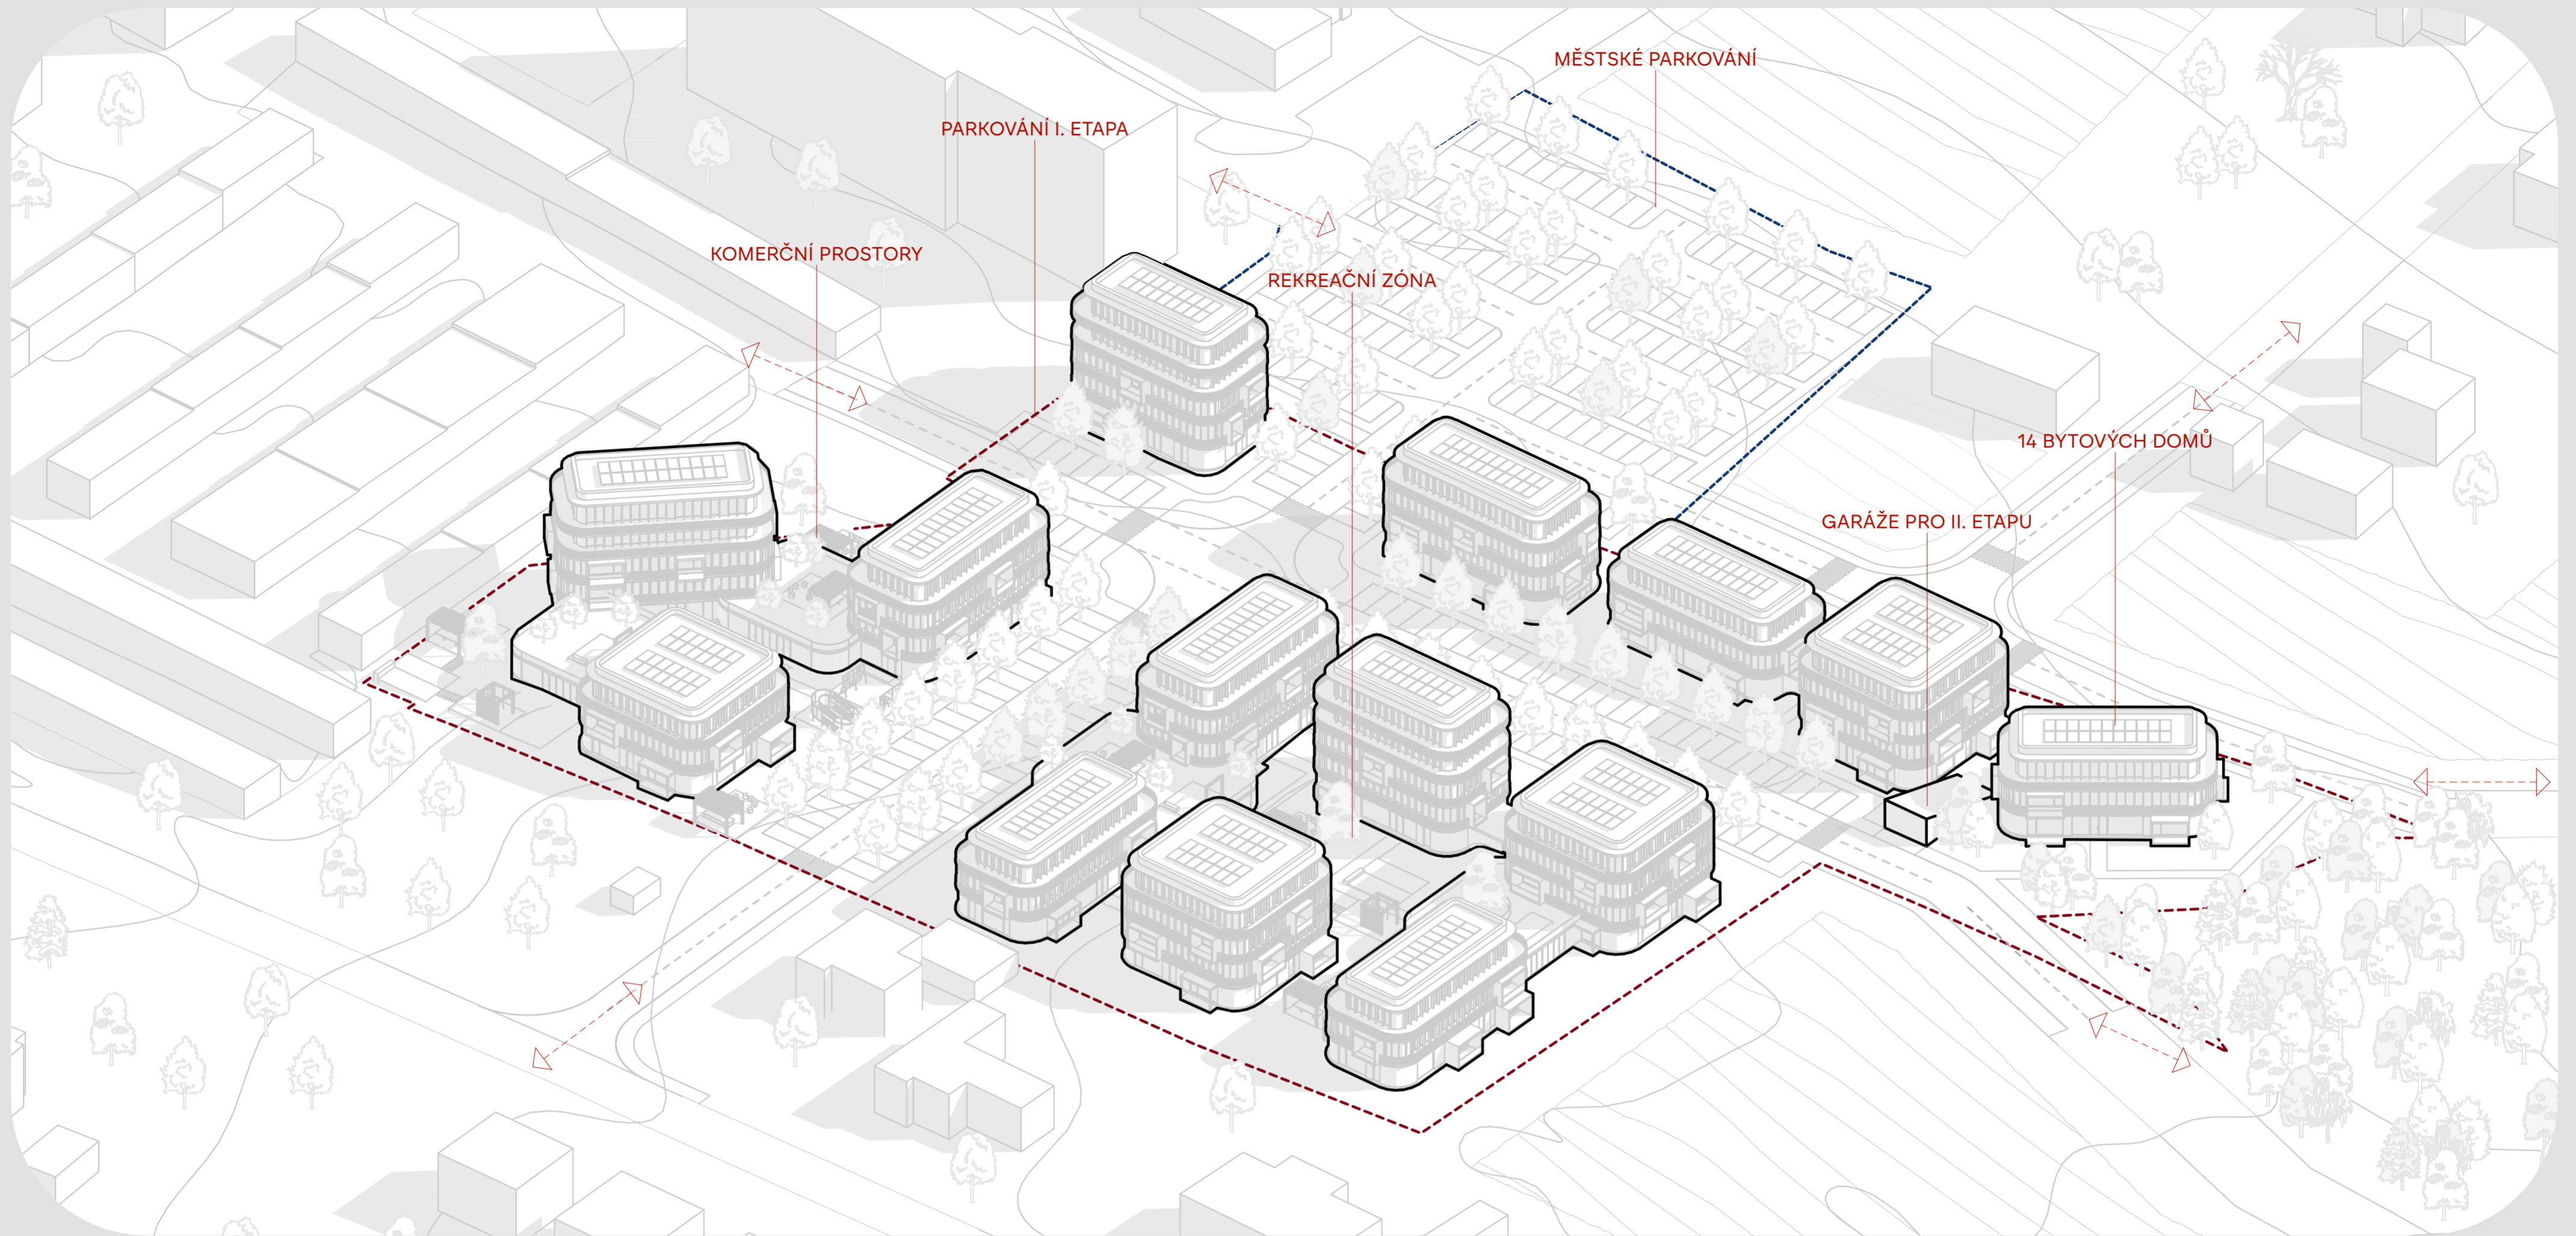 MĚSTSKÉ PARKOVÁNÍ
PARKOVÁNÍ I. ETAPA
KOMERČNÍ PROSTORY
REKREAČNÍ ZÓNA
14 BYTOVÝCH DOMŮ
GARÁŽE PRO II. ETAPU